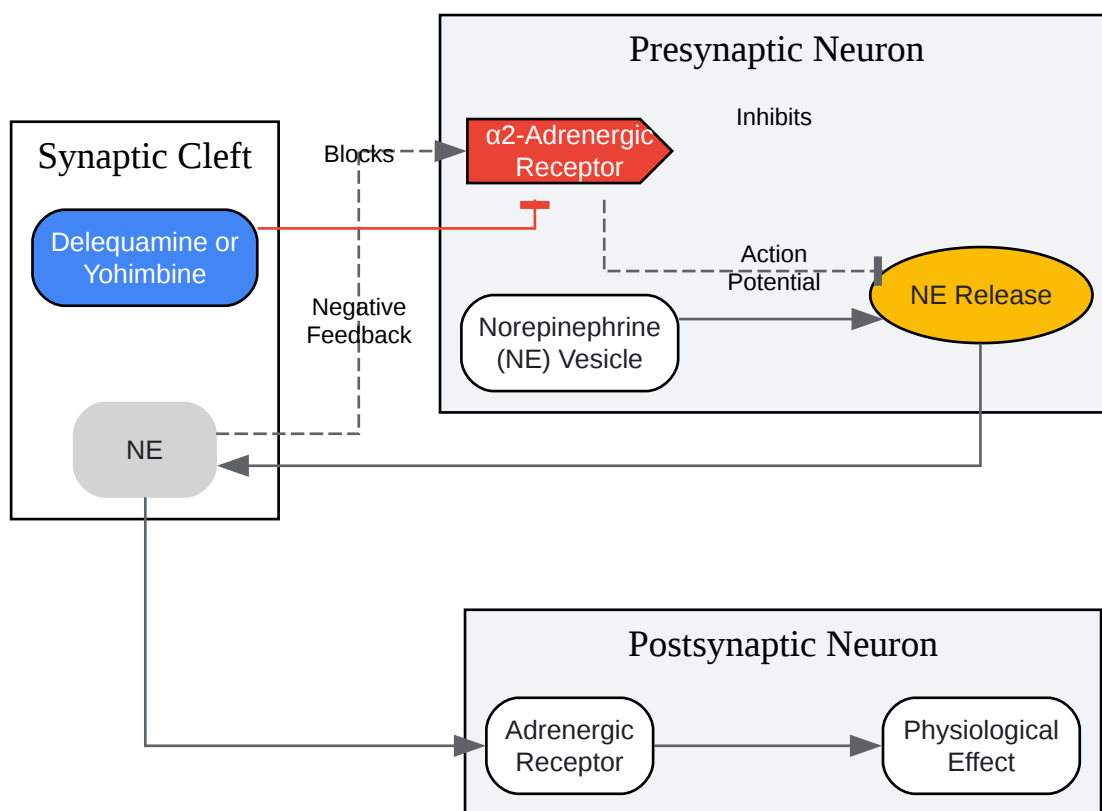 Presynaptic Neuron
Inhibits
α2-Adrenergic
Receptor
Synaptic Cleft
Blocks
Delequamine or
Yohimbine
Action
Potential
NE Release
Negative
Feedback
Norepinephrine
(NE) Vesicle
NE
Postsynaptic Neuron
Adrenergic
Receptor
Physiological
Effect